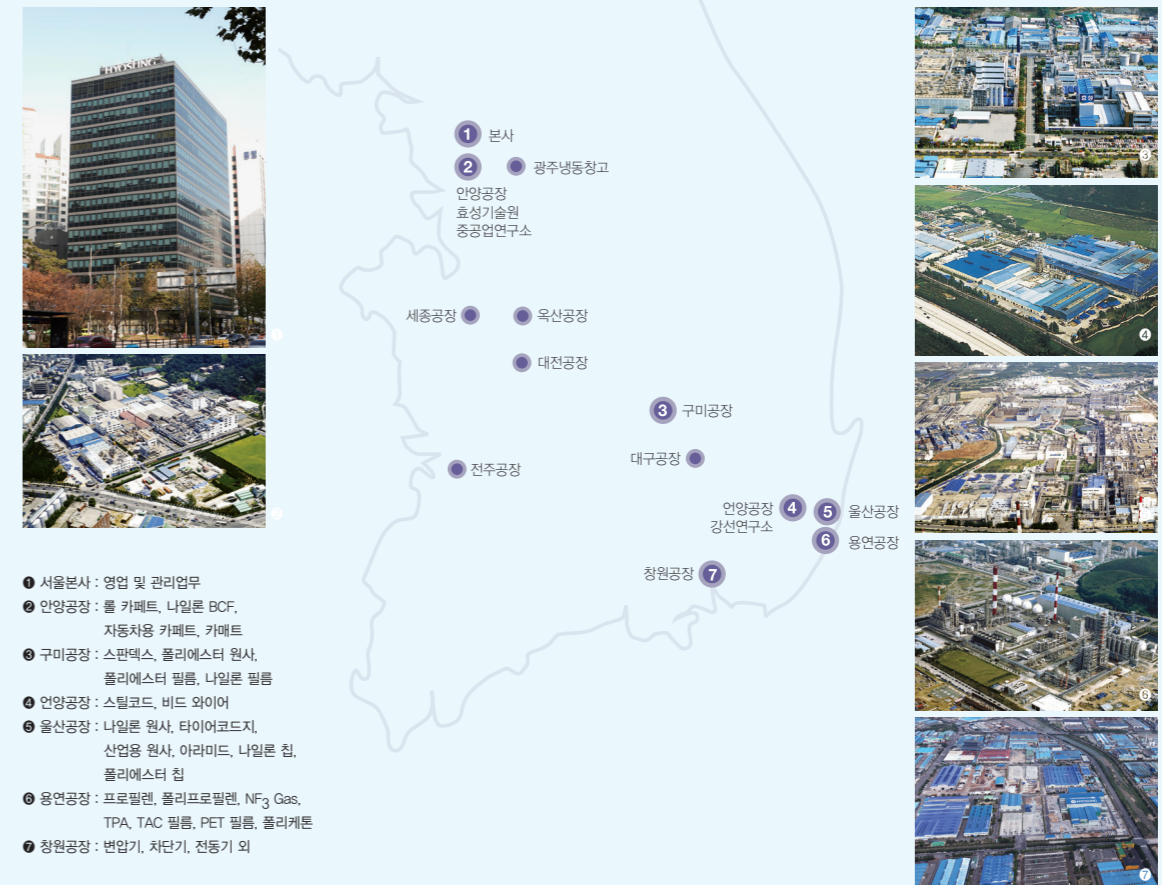 HYOSUNG
❶
❷
효성
❸
❹
❺
❻
❼
① 본사
② 광주냉동창고
안양공장
효성기술원
중공업연구소
세종공장
옥산공장
대전공장
③ 구미공장
대구공장
전주공장
언양공장 ④
강선연구소
⑤ 울산공장
⑥ 용연공장
창원공장 ⑦
❶ 서울본사 : 영업 및 관리업무
❷ 안양공장 : 롤 카페트, 나일론 BCF,
자동차용 카페트, 카매트
❸ 구미공장 : 스판덱스, 폴리에스터 원사,
폴리에스터 필름, 나일론 필름
❹ 언양공장 : 스틸코드, 비드 와이어
❺ 울산공장 : 나일론 원사, 타이어코드지,
산업용 원사, 아라미드, 나일론 칩,
폴리에스터 칩
❻ 용연공장 : 프로필렌, 폴리프로필렌, NF₃ Gas,
TPA, TAC 필름, PET 필름, 폴리케톤
❼ 창원공장 : 변압기, 차단기, 전동기 외